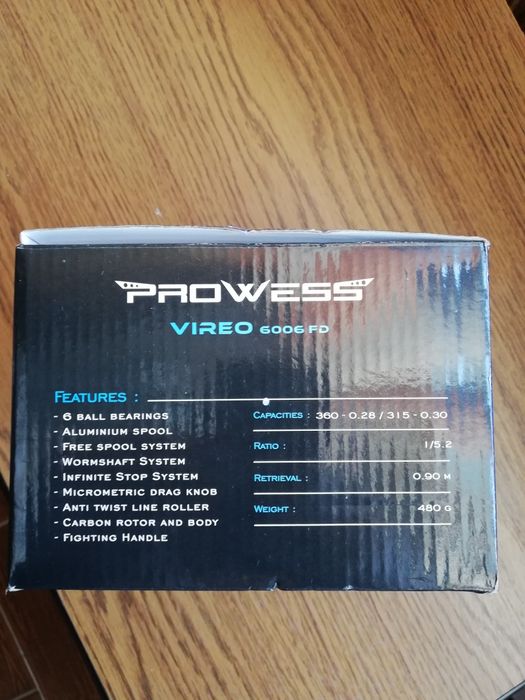 PROWESS
VIREO 6006 FD
FEATURES :
- 6 BALL BEARINGS
- ALUMINIUM SPOOL
- FREE SPOOL SYSTEM
- WORMSHAFT SYSTEM
- INFINITE STOP SYSTEM
- MICROMETRIC DRAG KNOB
- ANTI TWIST LINE ROLLER
- CARBON ROTOR AND BODY
- FIGHTING HANDLE
CAPACITIES : 360 - 0.28 / 315 - 0.30
RATIO : 1/5.2
RETRIEVAL : 0.90 M
WEIGHT : 480 G